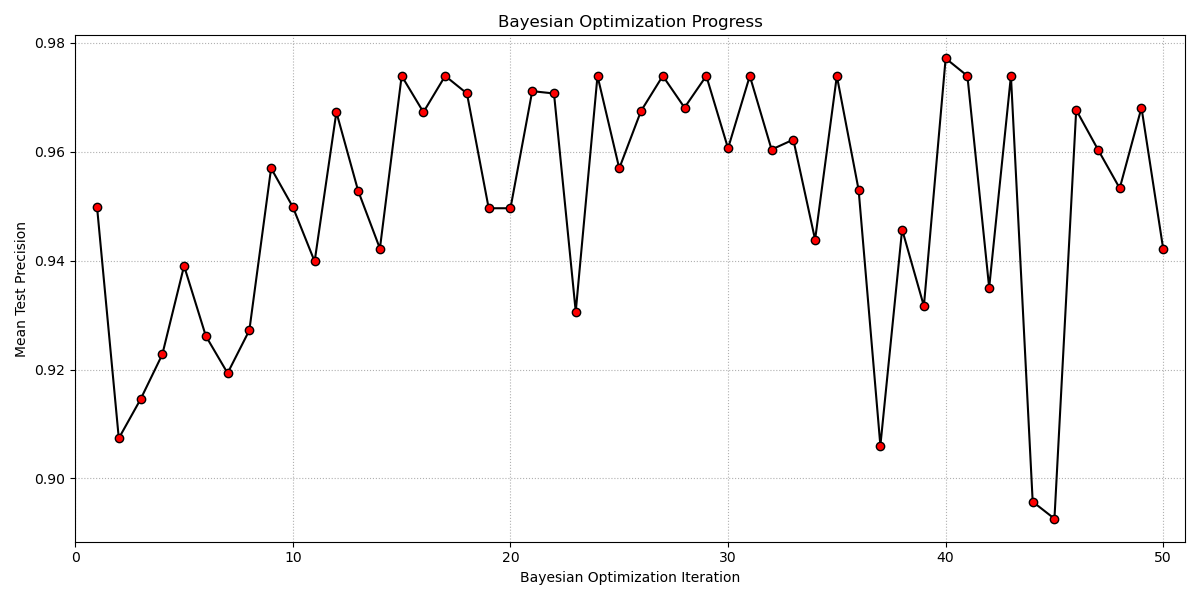 Bayesian Optimization Progress
Mean Test Precision
0.98
0.96
0.94
0.92
0.90
0 10 20 30 40 50
Bayesian Optimization Iteration